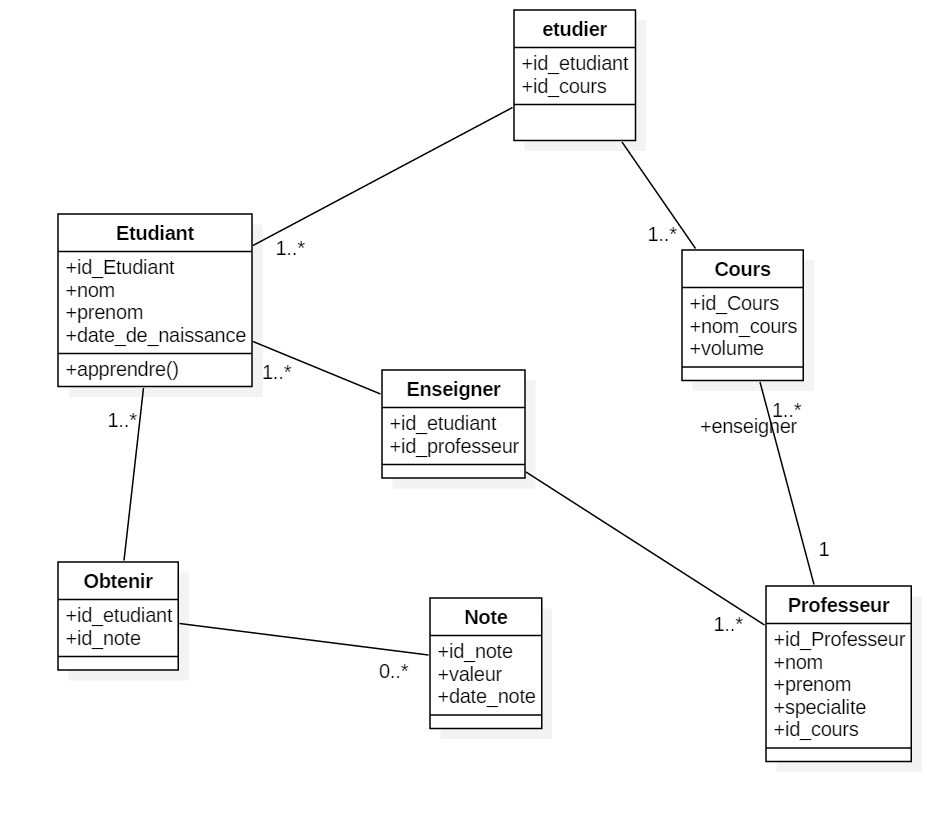 etudier
+id_etudiant
+id_cours
Etudiant
+id_Etudiant
+nom
+prenom
+date_de_naissance
+apprendre()
1..*
1..*
Cours
+id_Cours
+nom_cours
+volume
1..*
1..*
Enseigner
+id_etudiant
+id_professeur
1..*
+enseigner
1
1..*
Obtenir
+id_etudiant
+id_note
Note
+id_note
+valeur
+date_note
0..*
Professeur
+id_Professeur
+nom
+prenom
+specialite
+id_cours
1..*